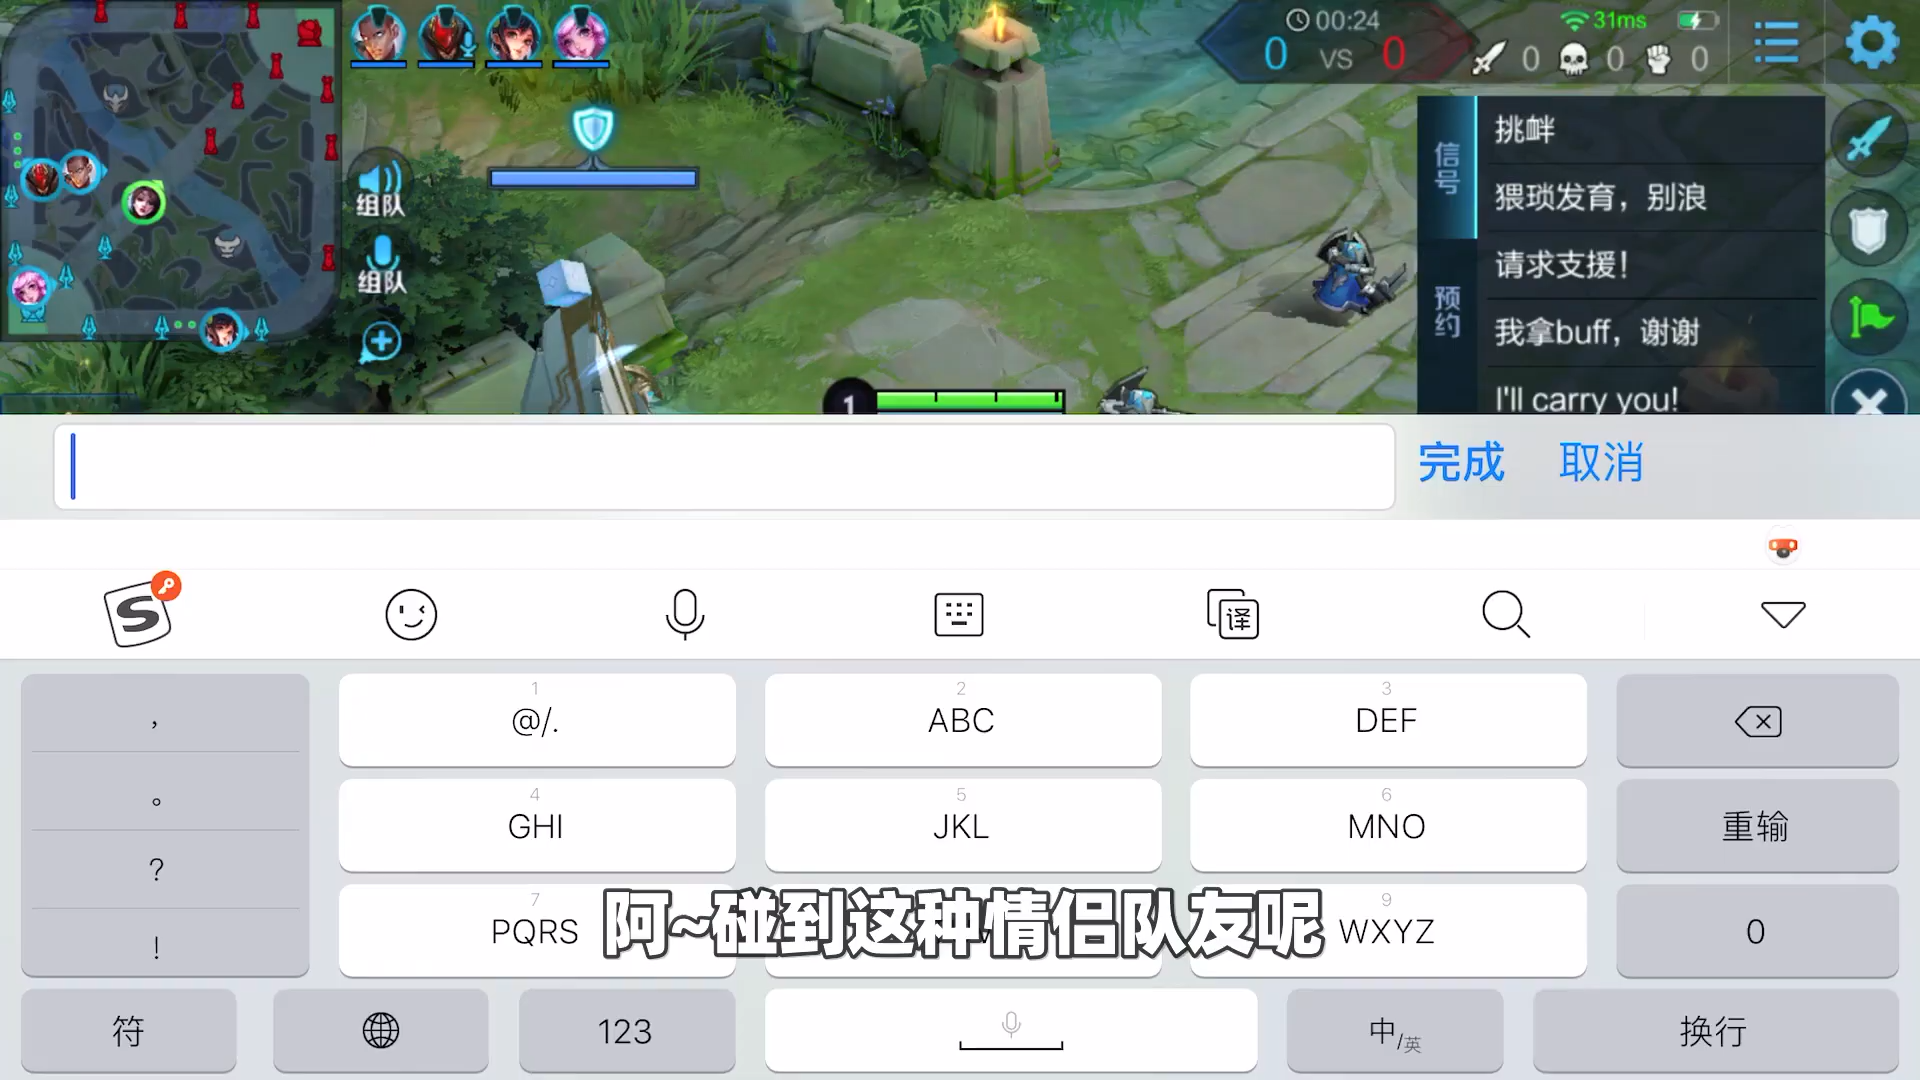 00:24
0 VS 0
31ms
0
0
0
组队
组队
信号
预约
挑衅
猥琐发育，别浪
请求支援！
我拿buff，谢谢
I'll carry you!
1
完成
取消
S
译
，
。
?
!
1
@/.
2
ABC
3
DEF
4
GHI
5
JKL
6
MNO
重输
7
PQRS
9
WXYZ
0
阿~碰到这种情侣队友呢
符
123
中/英
换行